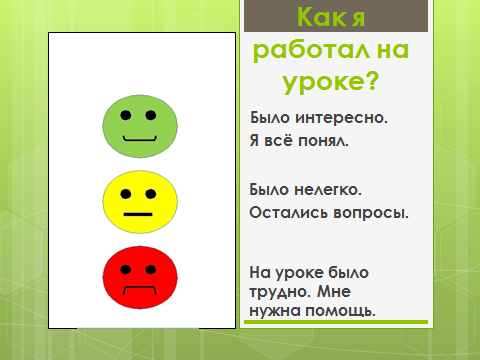 Как я
работал на
уроке?
Было интересно.
Я всё понял.
Было нелегко.
Остались вопросы.
На уроке было
трудно. Мне
нужна помощь.